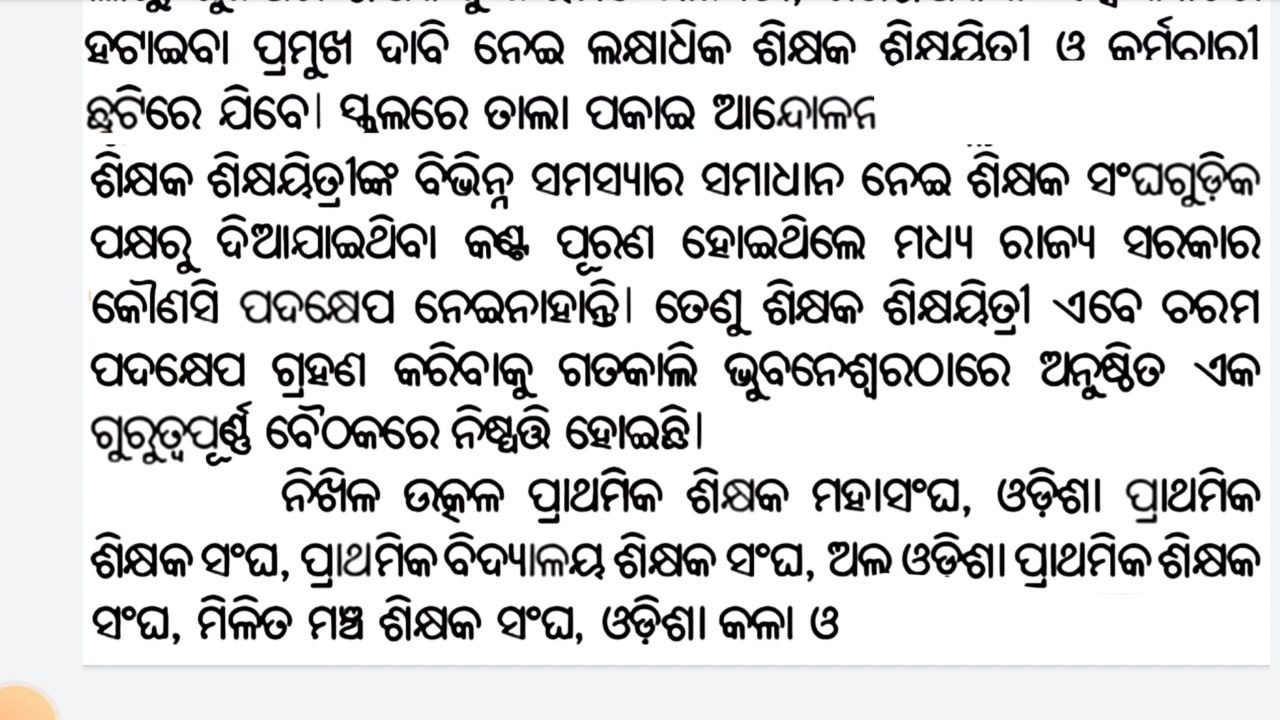 ହଟାଇବା ପ୍ରମୁଖ ଦାବି ନେଇ ଲକ୍ଷାଧିକ ଶିକ୍ଷକ ଶିକ୍ଷୟିତ୍ରୀ ଓ କର୍ମଚାରୀ
ଛୁଟିରେ ଯିବେ। ସ୍କୁଲରେ ତାଲା ପକାଇ ଆନ୍ଦୋଳନ
ଶିକ୍ଷକ ଶିକ୍ଷୟିତ୍ରୀଙ୍କ ବିଭିନ୍ନ ସମସ୍ୟାର ସମାଧାନ ନେଇ ଶିକ୍ଷକ ସଂଘଗୁଡ଼ିକ
ପକ୍ଷରୁ ଦିଆଯାଇଥିବା କଣ୍ଟ ପୂରଣ ହୋଇଥିଲେ ମଧ୍ୟ ରାଜ୍ୟ ସରକାର
କୌଣସି ପଦକ୍ଷେପ ନେଇନାହାନ୍ତି। ତେଣୁ ଶିକ୍ଷକ ଶିକ୍ଷୟିତ୍ରୀ ଏବେ ଚରମ
ପଦକ୍ଷେପ ଗ୍ରହଣ କରିବାକୁ ଗତକାଲି ଭୁବନେଶ୍ୱରଠାରେ ଅନୁଷ୍ଠିତ ଏକ
ଗୁରୁତ୍ୱପୂର୍ଣ୍ଣ ବୈଠକରେ ନିଷ୍ପତ୍ତି ହୋଇଛି।
ନିଖିଳ ଉତ୍କଳ ପ୍ରାଥମିକ ଶିକ୍ଷକ ମହାସଂଘ, ଓଡ଼ିଶା ପ୍ରାଥମିକ
ଶିକ୍ଷକ ସଂଘ, ପ୍ରାଥମିକ ବିଦ୍ୟାଳୟ ଶିକ୍ଷକ ସଂଘ, ଅଲ ଓଡିଶା ପ୍ରାଥମିକ ଶିକ୍ଷକ
ସଂଘ, ମିଳିତ ମଞ୍ଚ ଶିକ୍ଷକ ସଂଘ, ଓଡ଼ିଶା କଳା ଓ